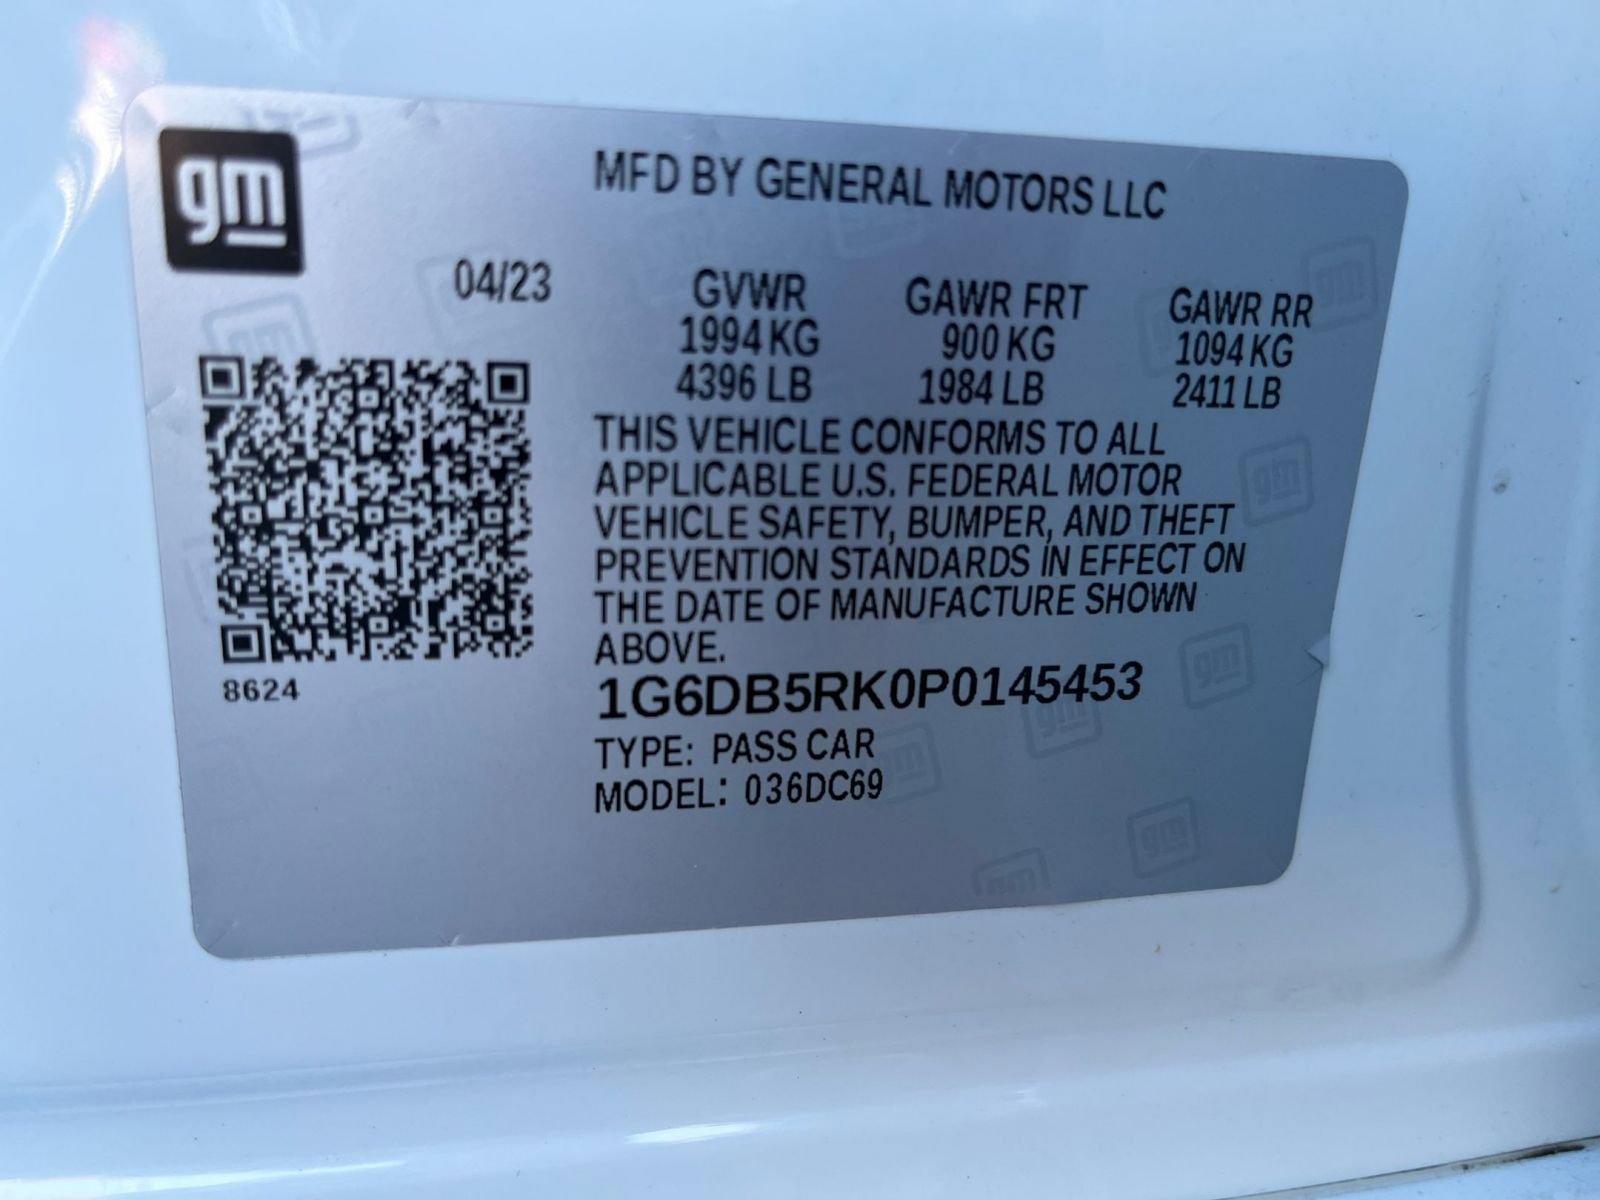 gm
MFD BY GENERAL MOTORS LLC
04/23
GVWR GAWR FRT GAWR RR
1994 KG 900 KG 1094 KG
4396 LB 1984 LB 2411 LB
THIS VEHICLE CONFORMS TO ALL
APPLICABLE U.S. FEDERAL MOTOR
VEHICLE SAFETY, BUMPER, AND THEFT
PREVENTION STANDARDS IN EFFECT ON
THE DATE OF MANUFACTURE SHOWN
ABOVE.
8624
1G6DB5RK0P0145453
TYPE: PASS CAR
MODEL: 036DC69